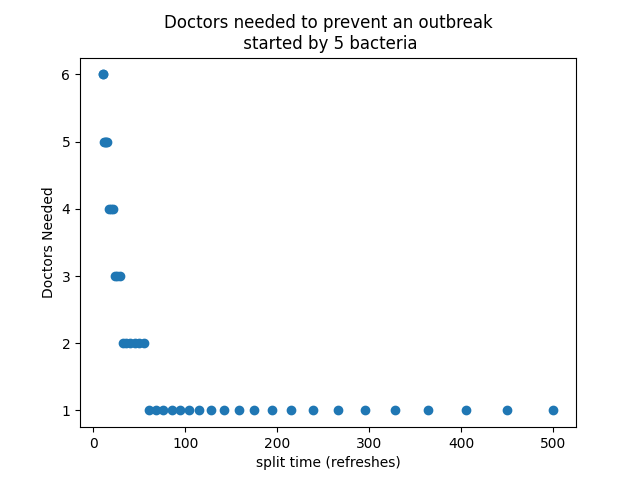 Doctors needed to prevent an outbreak
started by 5 bacteria
6
5
4
3
2
1
Doctors Needed
0 100 200 300 400 500
split time (refreshes)